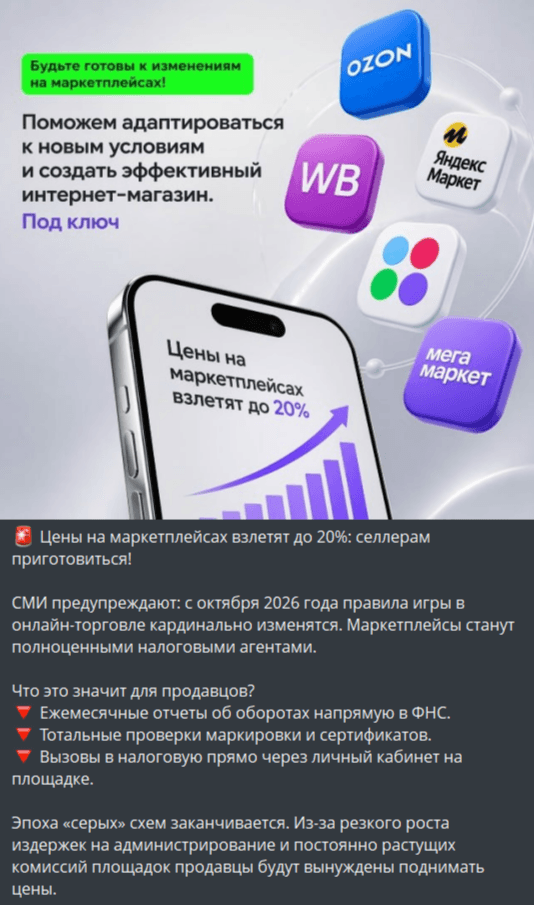 Будьте готовы к изменениям
на маркетплейсах!
Поможем адаптироваться
к новым условиям
и создать эффективный
интернет-магазин.
Под ключ
OZON
Яндекс
Маркет
WB
мега
маркет
Цены на
маркетплейсах
взлетят до 20%
🚨 Цены на маркетплейсах взлетят до 20%: селлерам
приготовиться!
СМИ предупреждают: с октября 2026 года правила игры в
онлайн-торговле кардинально изменятся. Маркетплейсы станут
полноценными налоговыми агентами.
Что это значит для продавцов?
🔻 Ежемесячные отчеты об оборотах напрямую в ФНС.
🔻 Тотальные проверки маркировки и сертификатов.
🔻 Вызовы в налоговую прямо через личный кабинет на
площадке.
Эпоха «серых» схем заканчивается. Из-за резкого роста
издержек на администрирование и постоянно растущих
комиссий площадок продавцы будут вынуждены поднимать
цены.